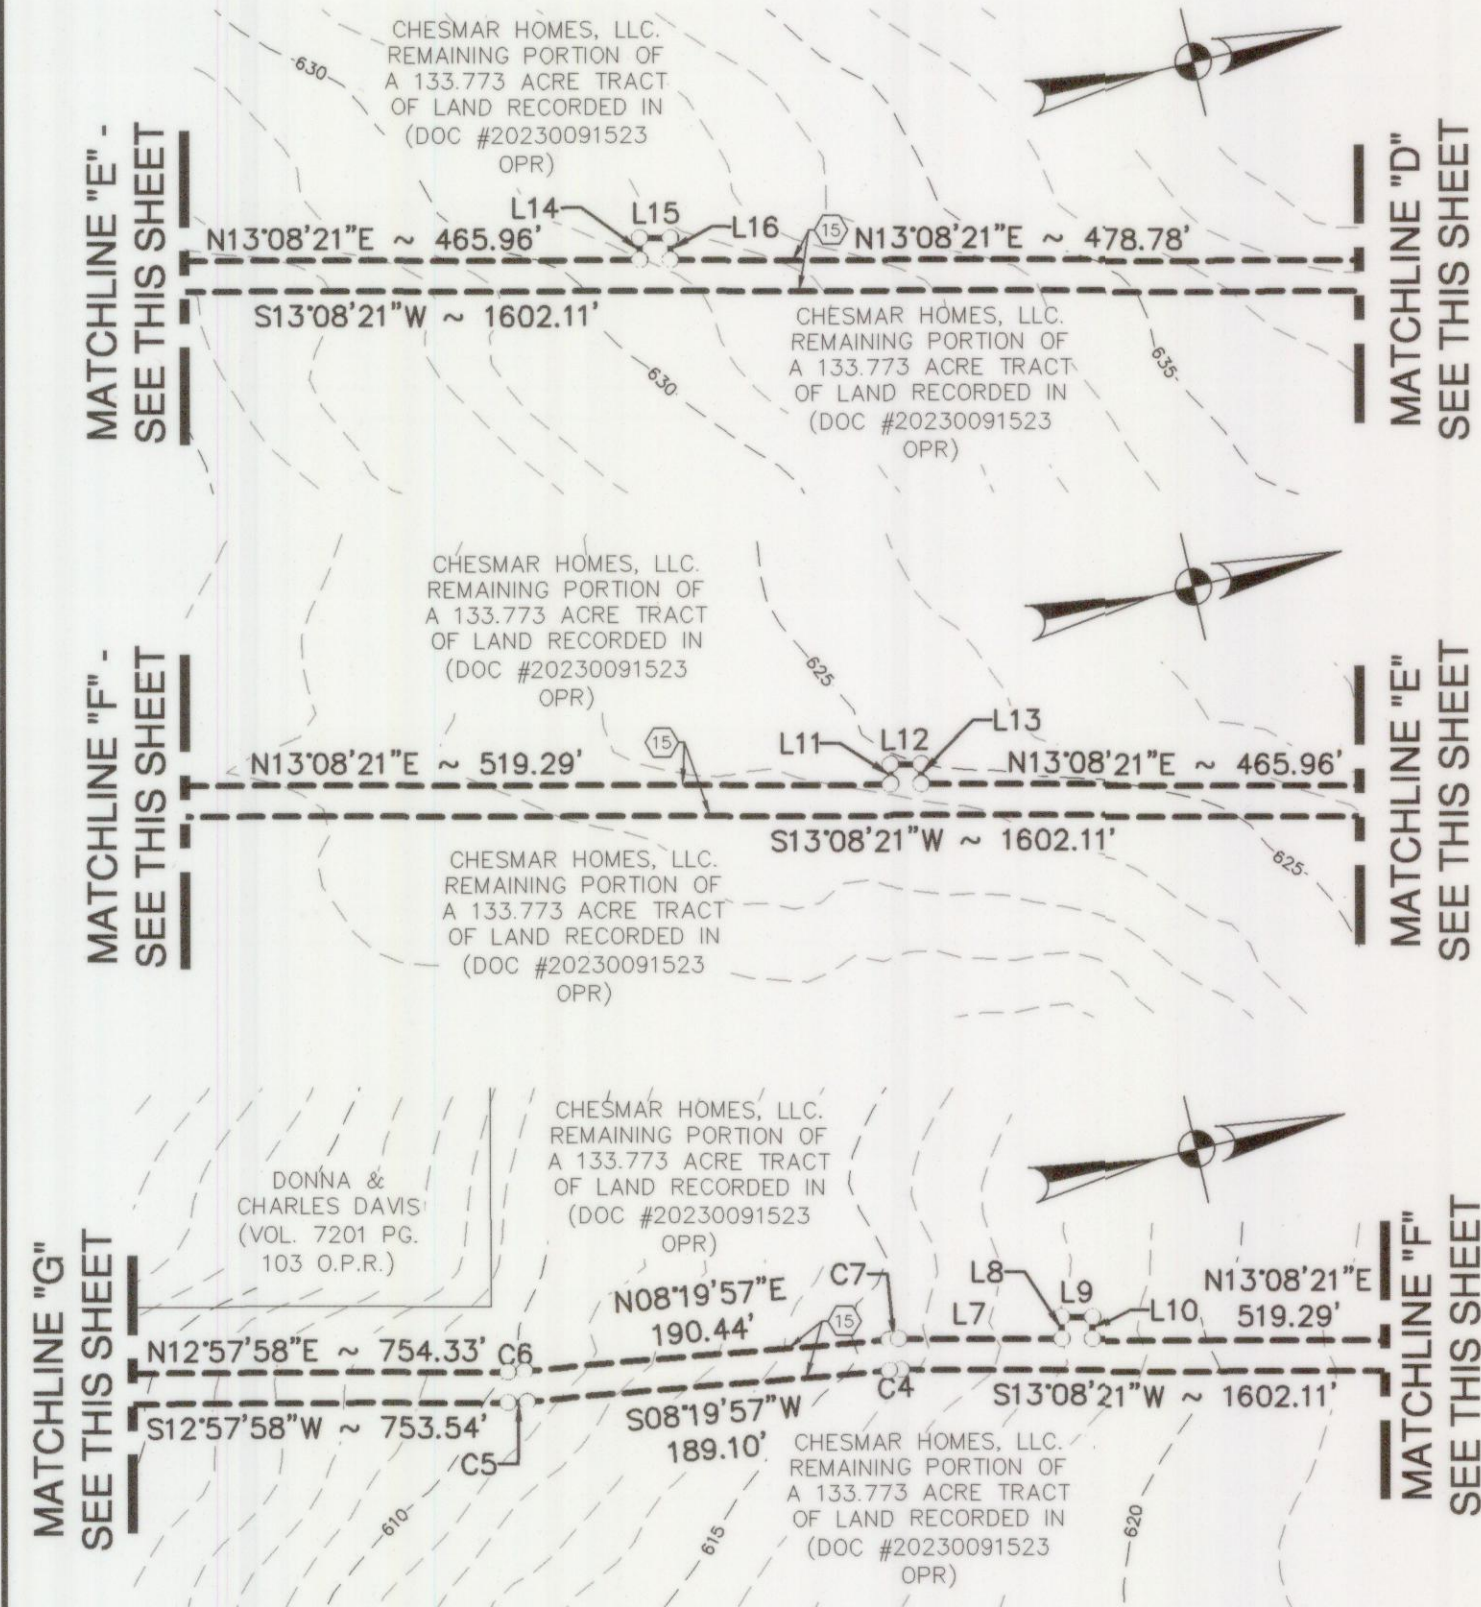 CHESMAR HOMES, LLC.
REMAINING PORTION OF
A 133.773 ACRE TRACT
OF LAND RECORDED IN
(DOC #20230091523
OPR)
630
MATCHLINE "E" -
SEE THIS SHEET
MATCHLINE "D"
SEE THIS SHEET
L14
L15
L16
15
N13°08'21"E ~ 465.96'
N13°08'21"E ~ 478.78'
S13°08'21"W ~ 1602.11'
CHESMAR HOMES, LLC.
REMAINING PORTION OF
A 133.773 ACRE TRACT
OF LAND RECORDED IN
(DOC #20230091523
OPR)
630
635
CHESMAR HOMES, LLC.
REMAINING PORTION OF
A 133.773 ACRE TRACT
OF LAND RECORDED IN
(DOC #20230091523
OPR)
625
MATCHLINE "F" -
SEE THIS SHEET
MATCHLINE "E"
SEE THIS SHEET
15
L11
L12
L13
N13°08'21"E ~ 519.29'
N13°08'21"E ~ 465.96'
S13°08'21"W ~ 1602.11'
CHESMAR HOMES, LLC.
REMAINING PORTION OF
A 133.773 ACRE TRACT
OF LAND RECORDED IN
(DOC #20230091523
OPR)
625
CHESMAR HOMES, LLC.
REMAINING PORTION OF
A 133.773 ACRE TRACT
OF LAND RECORDED IN
(DOC #20230091523
OPR)
DONNA &
CHARLES DAVIS
(VOL. 7201 PG.
103 O.P.R.)
MATCHLINE "G"
SEE THIS SHEET
MATCHLINE "F"
SEE THIS SHEET
N12°57'58"E ~ 754.33'
C6
N08°19'57"E
190.44'
15
C7
L7
L8
L9
L10
N13°08'21"E
519.29'
S12°57'58"W ~ 753.54'
C5
S08°19'57"W
189.10'
C4
S13°08'21"W ~ 1602.11'
CHESMAR HOMES, LLC.
REMAINING PORTION OF
A 133.773 ACRE TRACT
OF LAND RECORDED IN
(DOC #20230091523
OPR)
610
615
620